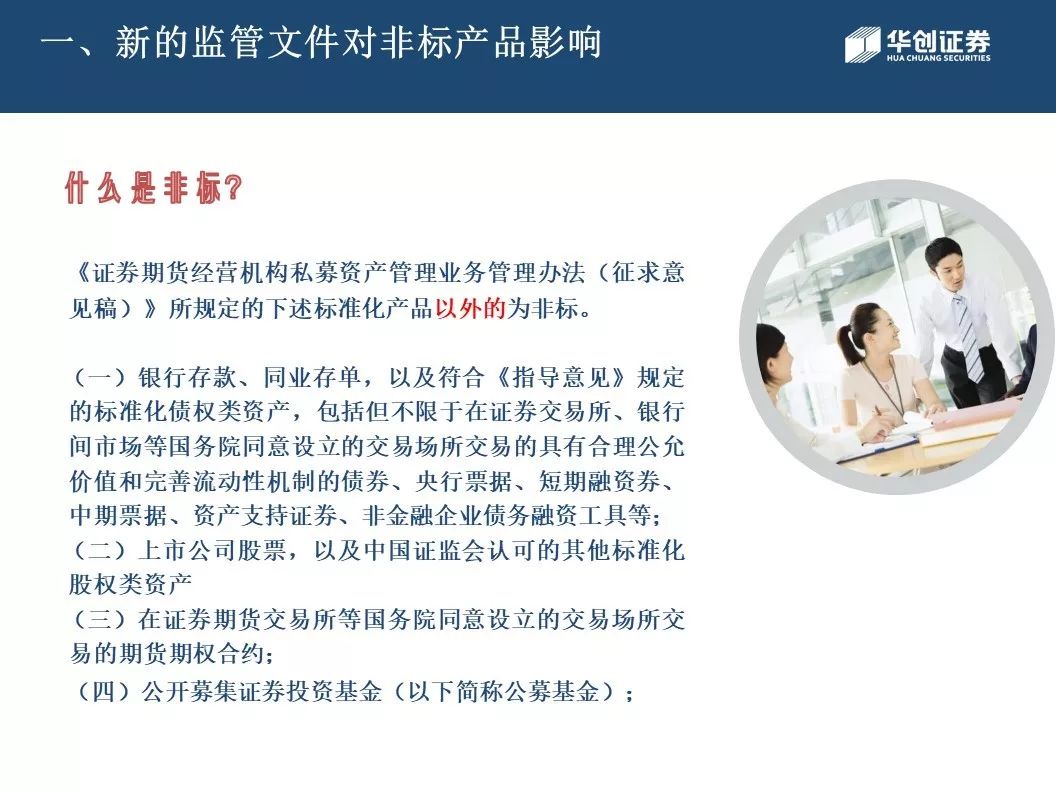 一、新的监管文件对非标产品影响
华创证券
HUA CHUANG SECURITIES
什么是非标?
《证券期货经营机构私募资产管理业务管理办法（征求意
见稿）》所规定的下述标准化产品以外的为非标。
（一）银行存款、同业存单，以及符合《指导意见》规定
的标准化债权类资产，包括但不限于在证券交易所、银行
间市场等国务院同意设立的交易场所交易的具有合理公允
价值和完善流动性机制的债券、央行票据、短期融资券、
中期票据、资产支持证券、非金融企业债务融资工具等；
（二）上市公司股票，以及中国证监会认可的其他标准化
股权类资产
（三）在证券期货交易所等国务院同意设立的交易场所交
易的期货期权合约；
（四）公开募集证券投资基金（以下简称公募基金）；